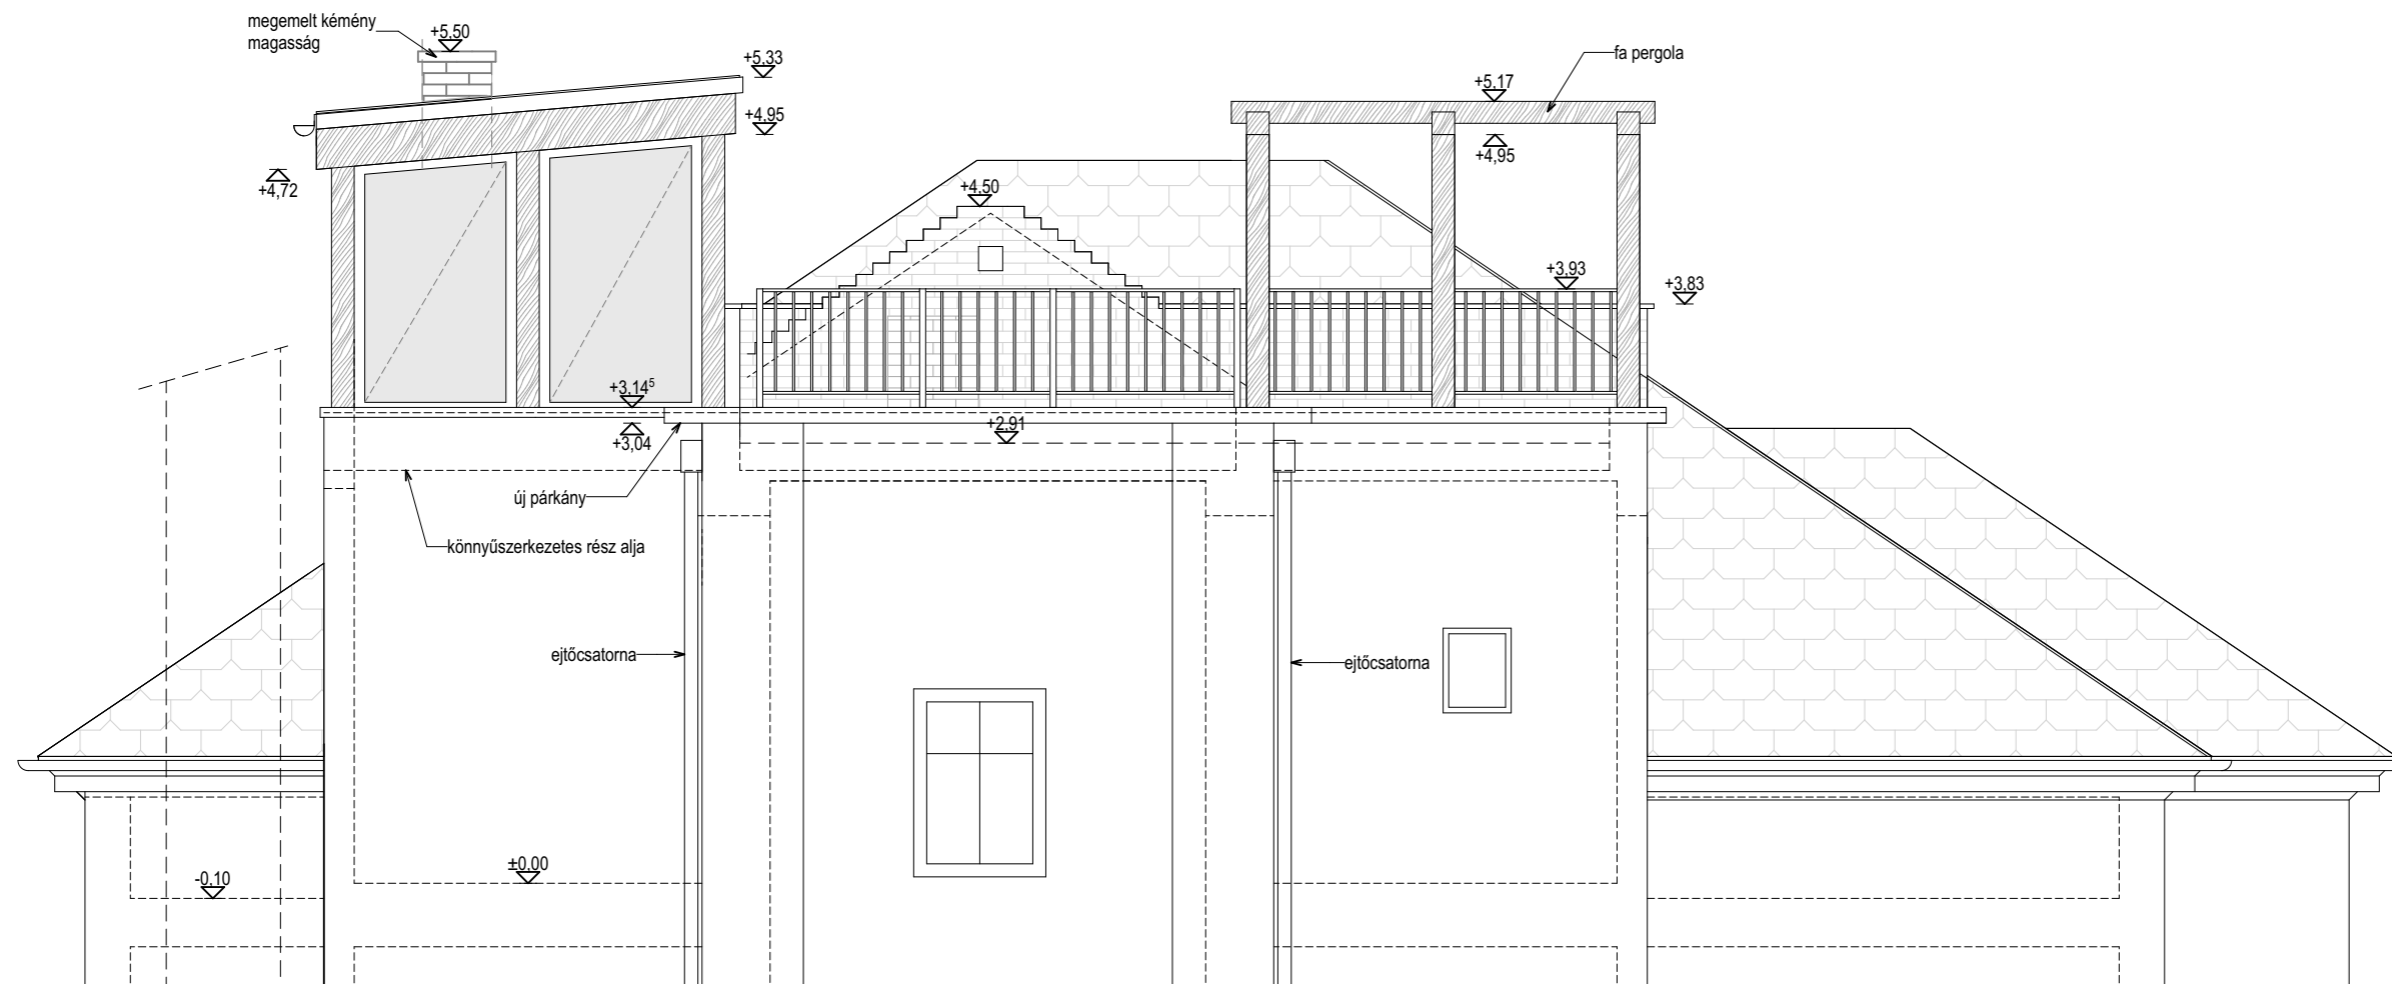 megemelt kémény
magasság
+5,50
+5,33
+4,95
+4,72
fa pergola
+5,17
+4,95
+4,50
+3,93
+3,83
+3,14⁵
+3,04
+2,91
új párkány
könnyűszerkezetes rész alja
ejtőcsatorna
ejtőcsatorna
±0,00
-0,10